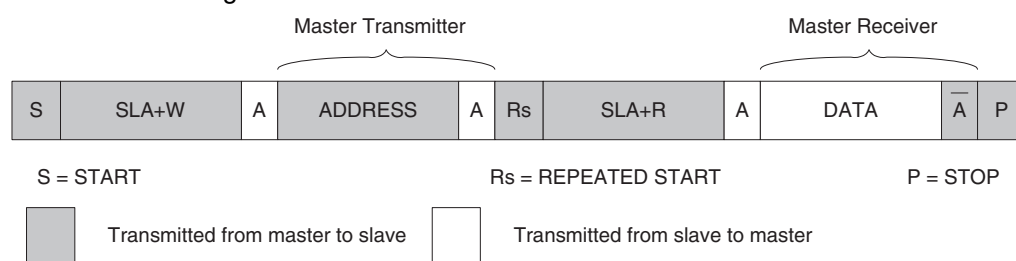 Master Transmitter Master Receiver
S SLA+W A ADDRESS A Rs SLA+R A DATA A̅ P
S = START Rs = REPEATED START P = STOP
Transmitted from master to slave Transmitted from slave to master